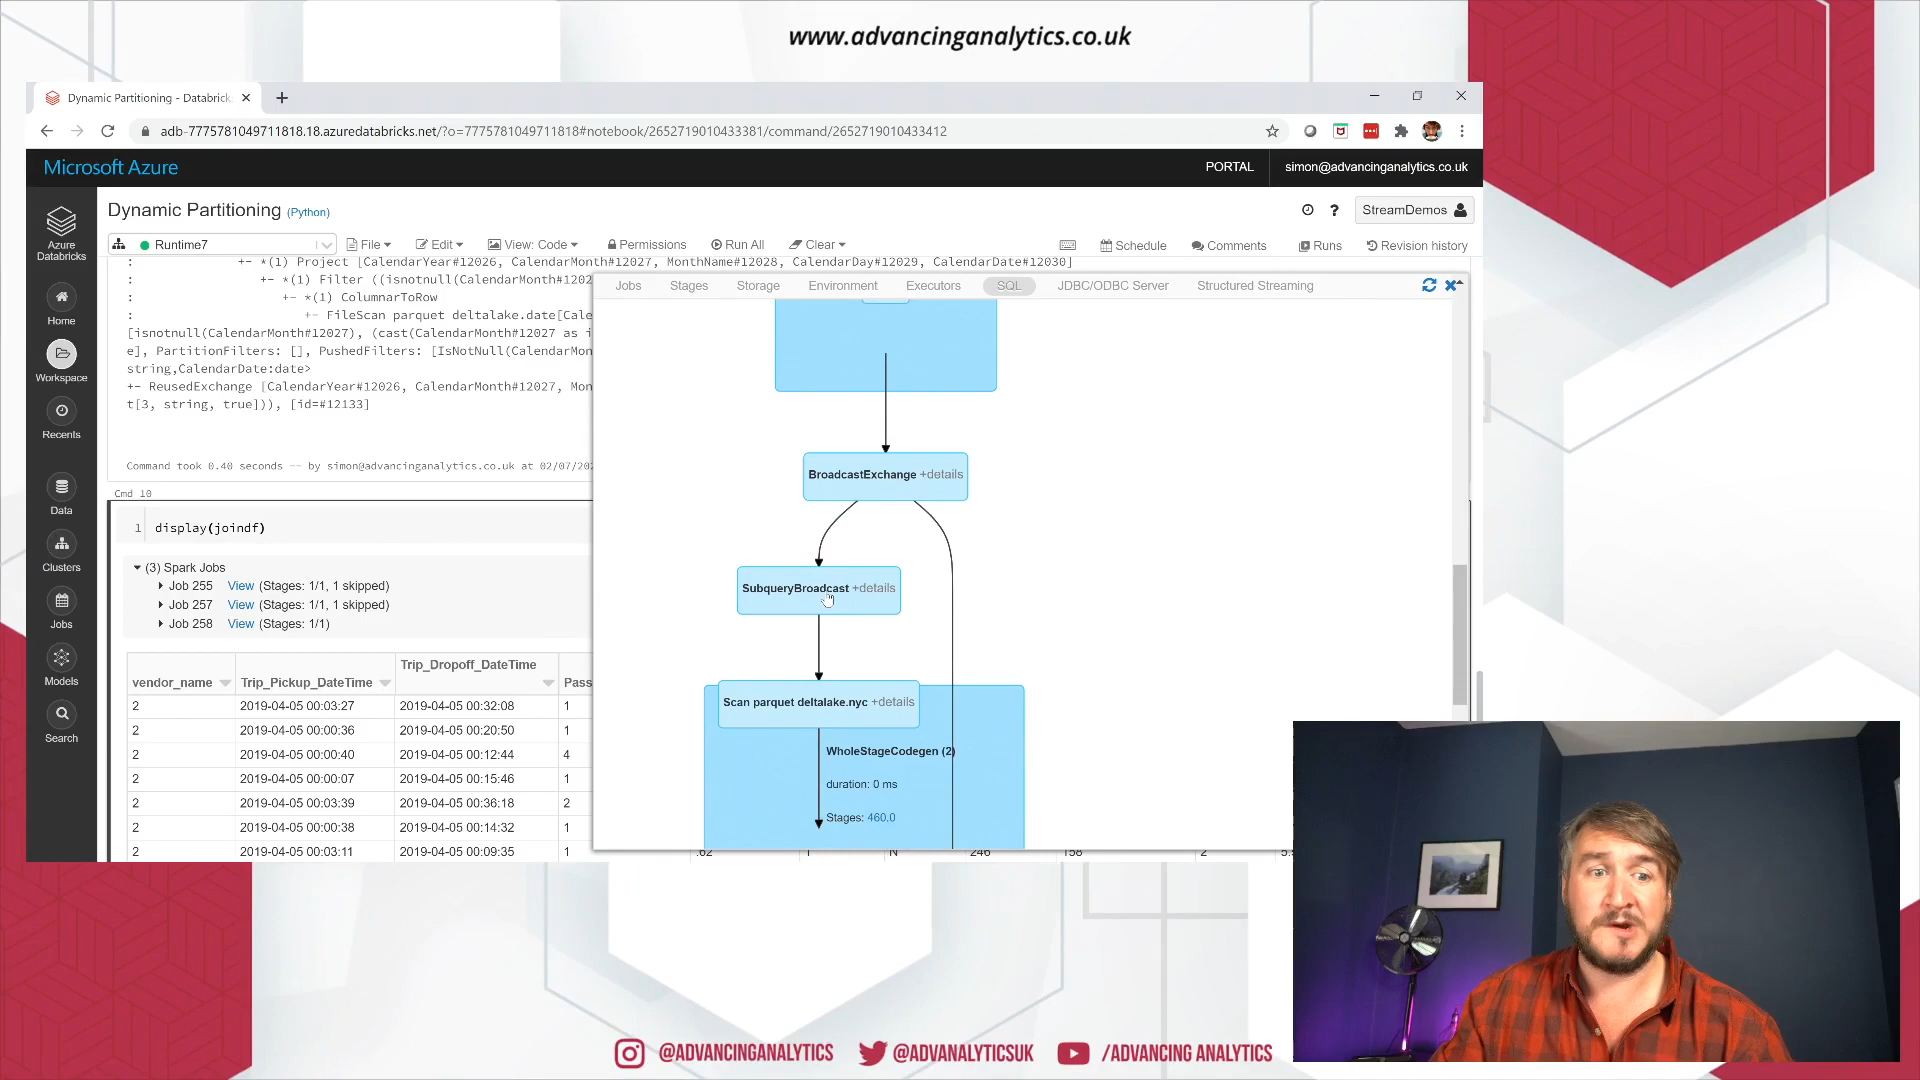 www.advancinganalytics.co.uk
Dynamic Partitioning - Databrick
adb-7775781049711818.18.azuredatabricks.net/?o=7775781049711818#notebook/2652719010433381/command/2652719010433412
Microsoft Azure
PORTAL
simon@advancinganalytics.co.uk
Azure Databricks
Home
Workspace
Recents
Data
Clusters
Jobs
Models
Search
Dynamic Partitioning (Python)
? StreamDemos
Runtime7
File
Edit
View: Code
Permissions
Run All
Clear
Schedule
Comments
Runs
Revision history
: +- *(1) Project [CalendarYear#12026, CalendarMonth#12027, MonthName#12028, CalendarDay#12029, CalendarDate#12030]
: +- *(1) Filter ((isnotnull(CalendarMonth#1202
: +- *(1) ColumnarToRow
: +- FileScan parquet deltalake.date[Cale
[isnotnull(CalendarMonth#12027), (cast(CalendarMonth#12027 as i
e], PartitionFilters: [], PushedFilters: [IsNotNull(CalendarMon
string,CalendarDate:date>
+- ReusedExchange [CalendarYear#12026, CalendarMonth#12027, Mon
t[3, string, true])), [id=#12133]
Command took 0.40 seconds -- by simon@advancinganalytics.co.uk at 02/07/202
Cmd 10
1 display(joindf)
(3) Spark Jobs
Job 255 View (Stages: 1/1, 1 skipped)
Job 257 View (Stages: 1/1, 1 skipped)
Job 258 View (Stages: 1/1)
vendor_name Trip_Pickup_DateTime Trip_Dropoff_DateTime Pass
2 2019-04-05 00:03:27 2019-04-05 00:32:08 1
2 2019-04-05 00:00:36 2019-04-05 00:20:50 1
2 2019-04-05 00:00:40 2019-04-05 00:12:44 4
2 2019-04-05 00:00:07 2019-04-05 00:15:46 1
2 2019-04-05 00:03:39 2019-04-05 00:36:18 2
2 2019-04-05 00:00:38 2019-04-05 00:14:32 1
2 2019-04-05 00:03:11 2019-04-05 00:09:35 1
Jobs
Stages
Storage
Environment
Executors
SQL
JDBC/ODBC Server
Structured Streaming
BroadcastExchange +details
SubqueryBroadcast +details
Scan parquet deltalake.nyc +details
WholeStageCodegen (2)
duration: 0 ms
Stages: 460.0
@ADVANCINGANALYTICS
@ADVANALYTICSUK
/ADVANCING ANALYTICS